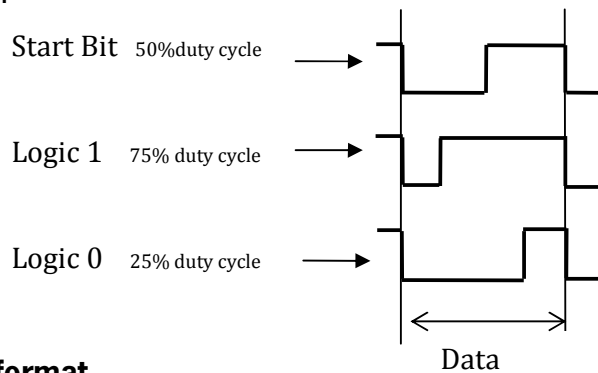 Start Bit 50%duty cycle
Logic 1 75% duty cycle
Logic 0 25% duty cycle
Data
format